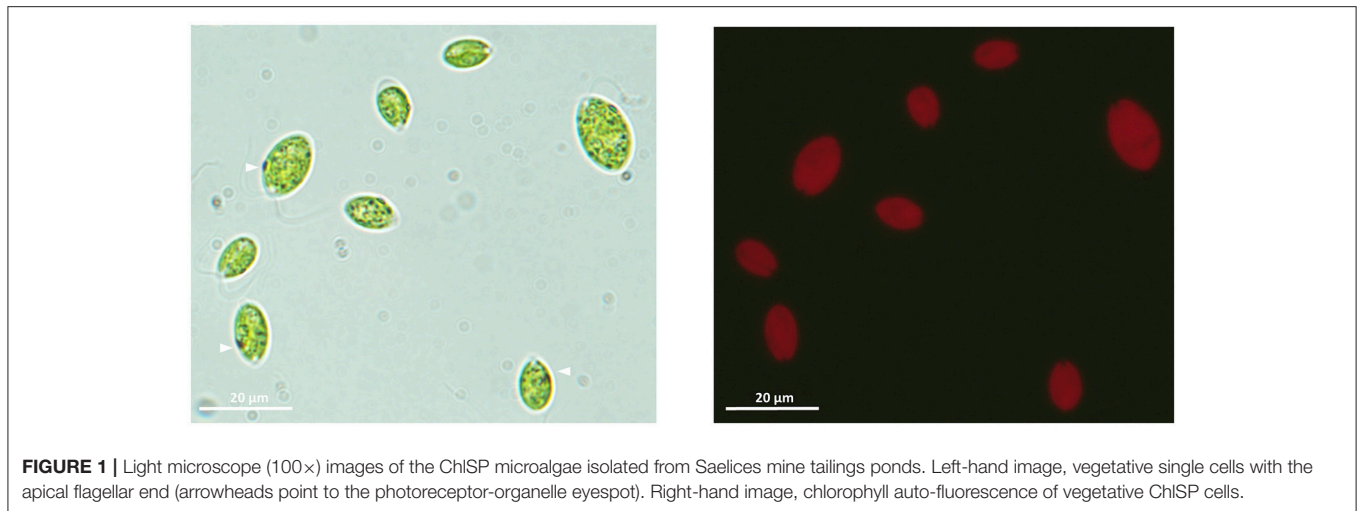 20 µm
20 µm
FIGURE 1 | Light microscope (100×) images of the ChlSP microalgae isolated from Saelices mine tailings ponds. Left-hand image, vegetative single cells with the
apical flagellar end (arrowheads point to the photoreceptor-organelle eyespot). Right-hand image, chlorophyll auto-fluorescence of vegetative ChlSP cells.